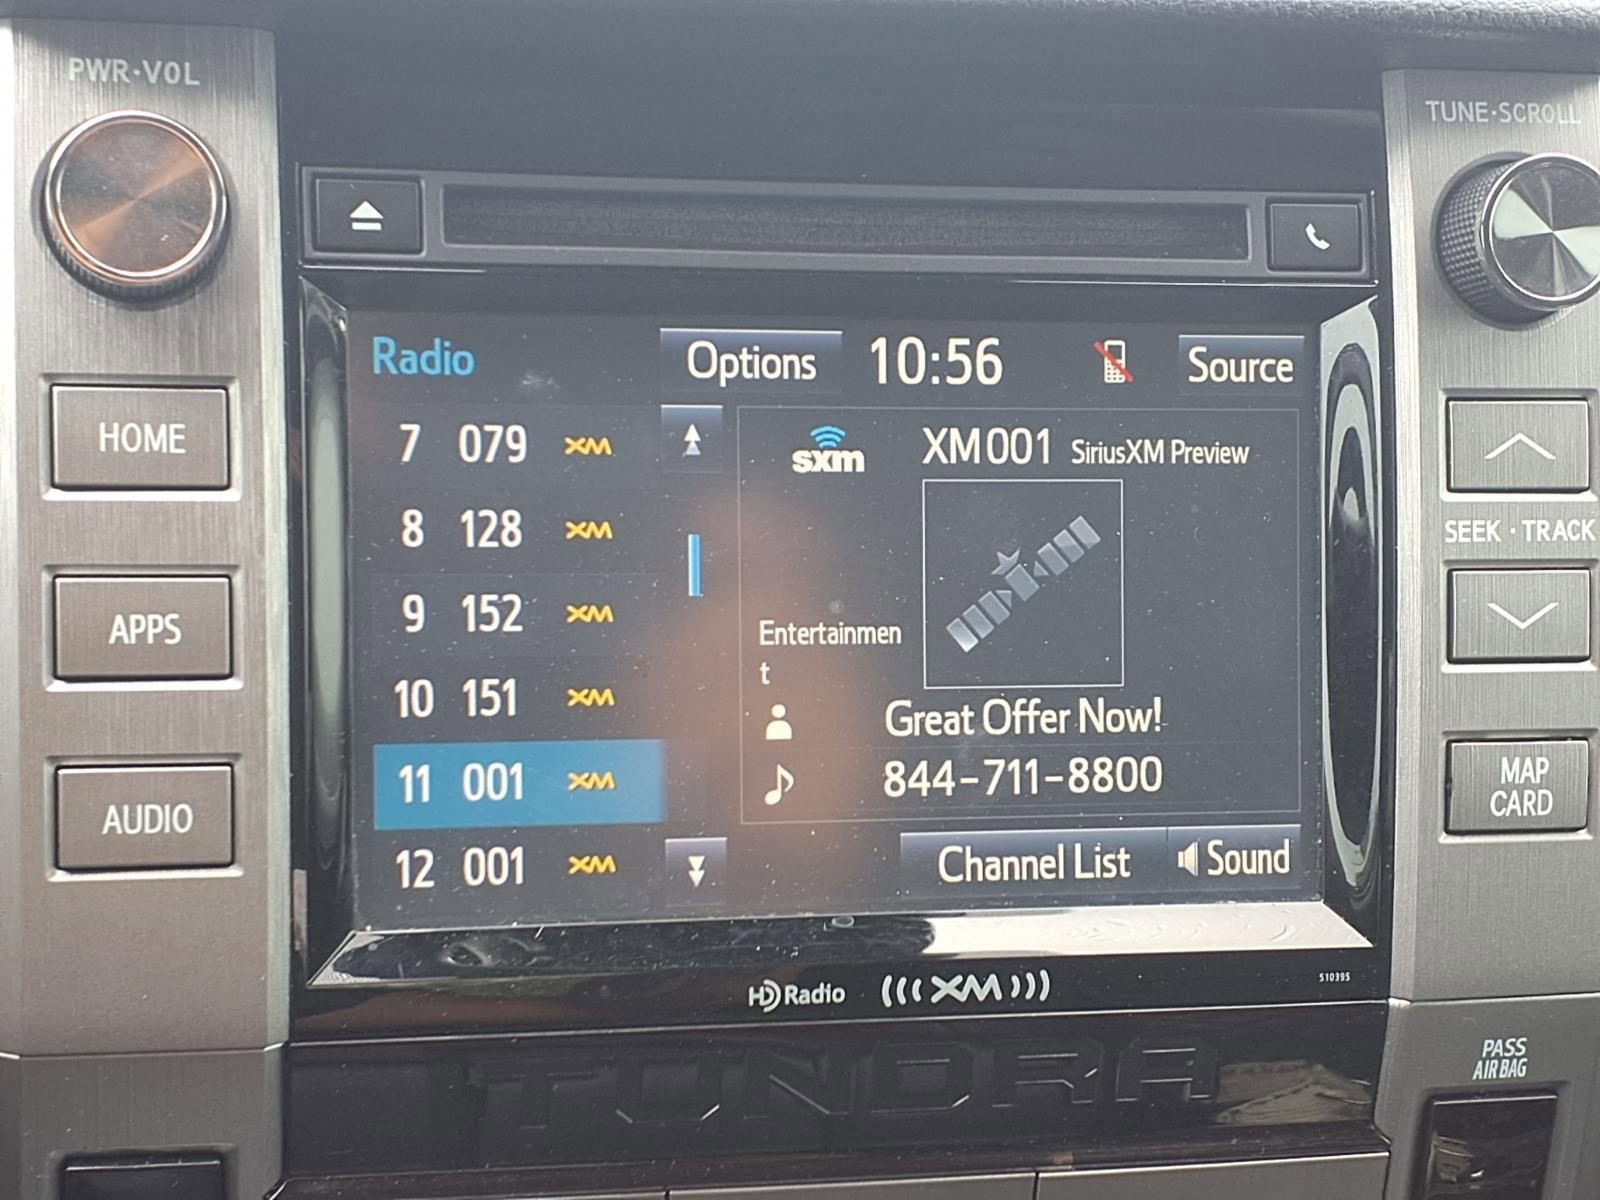 PWR·VOL
TUNE·SCROLL
Radio
Options
10:56
Source
7 079 XM
8 128 XM
9 152 XM
10 151 XM
11 001 XM
12 001 XM
sxm
XM001 SiriusXM Preview
Entertainmen
t
Great Offer Now!
844-711-8800
Channel List
Sound
HOME
APPS
AUDIO
SEEK · TRACK
MAP
CARD
HD Radio
(((XM)))
510395
TUNDRA
PASS
AIR BAG